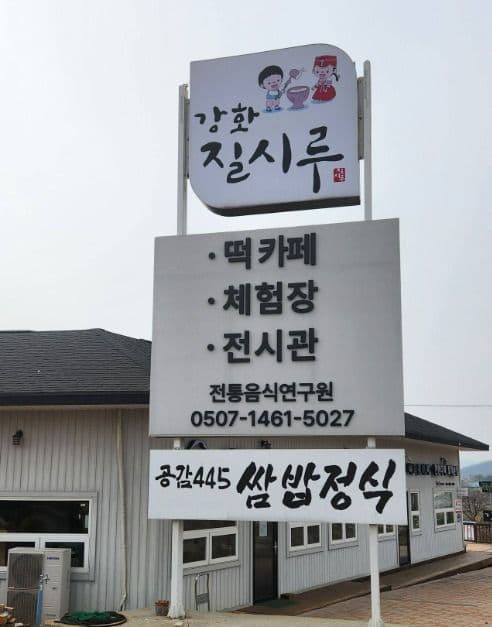 강화
질시루
· 떡카페
· 체험장
· 전시관
전통음식연구원
0507-1461-5027
공감445 쌈밥정식